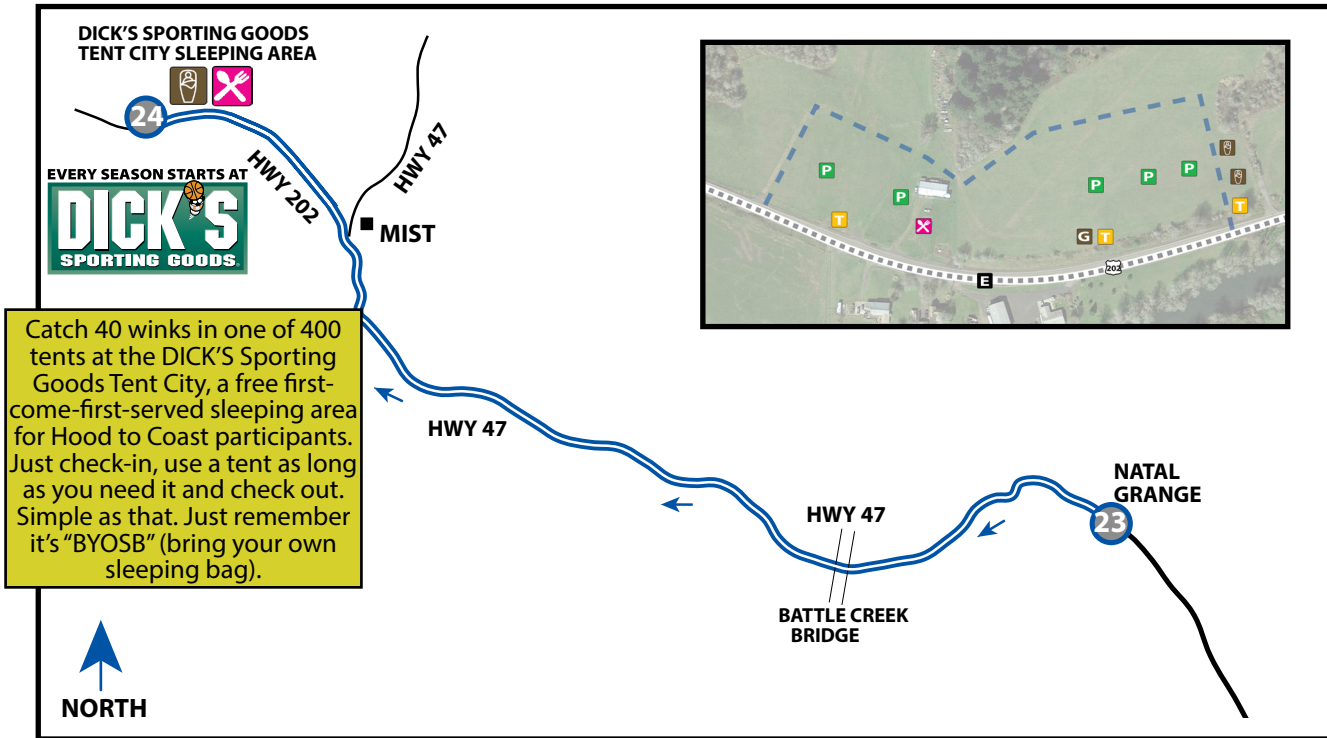 DICK'S SPORTING GOODS
TENT CITY SLEEPING AREA
24
HWY 47
HWY 202
MIST
EVERY SEASON STARTS AT
DICK'S
SPORTING GOODS.
Catch 40 winks in one of 400
tents at the DICK'S Sporting
Goods Tent City, a free first-
come-first-served sleeping area
for Hood to Coast participants.
Just check-in, use a tent as long
as you need it and check out.
Simple as that. Just remember
it's "BYOSB" (bring your own
sleeping bag).
HWY 47
HWY 47
BATTLE CREEK
BRIDGE
NATAL
GRANGE
23
NORTH
P
P
P
P
P
T
T
G
T
E
202